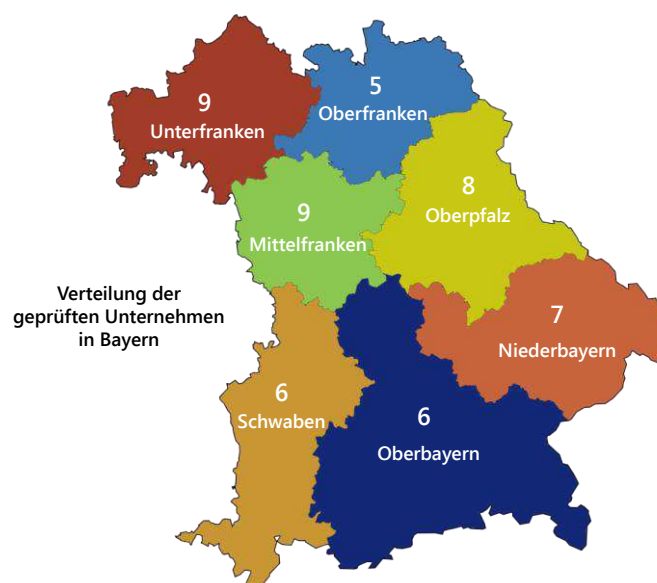 5
Oberfranken
9
Unterfranken
8
Oberpfalz
9
Mittelfranken
Verteilung der
geprüften Unternehmen
in Bayern
7
Niederbayern
6
Schwaben
6
Oberbayern